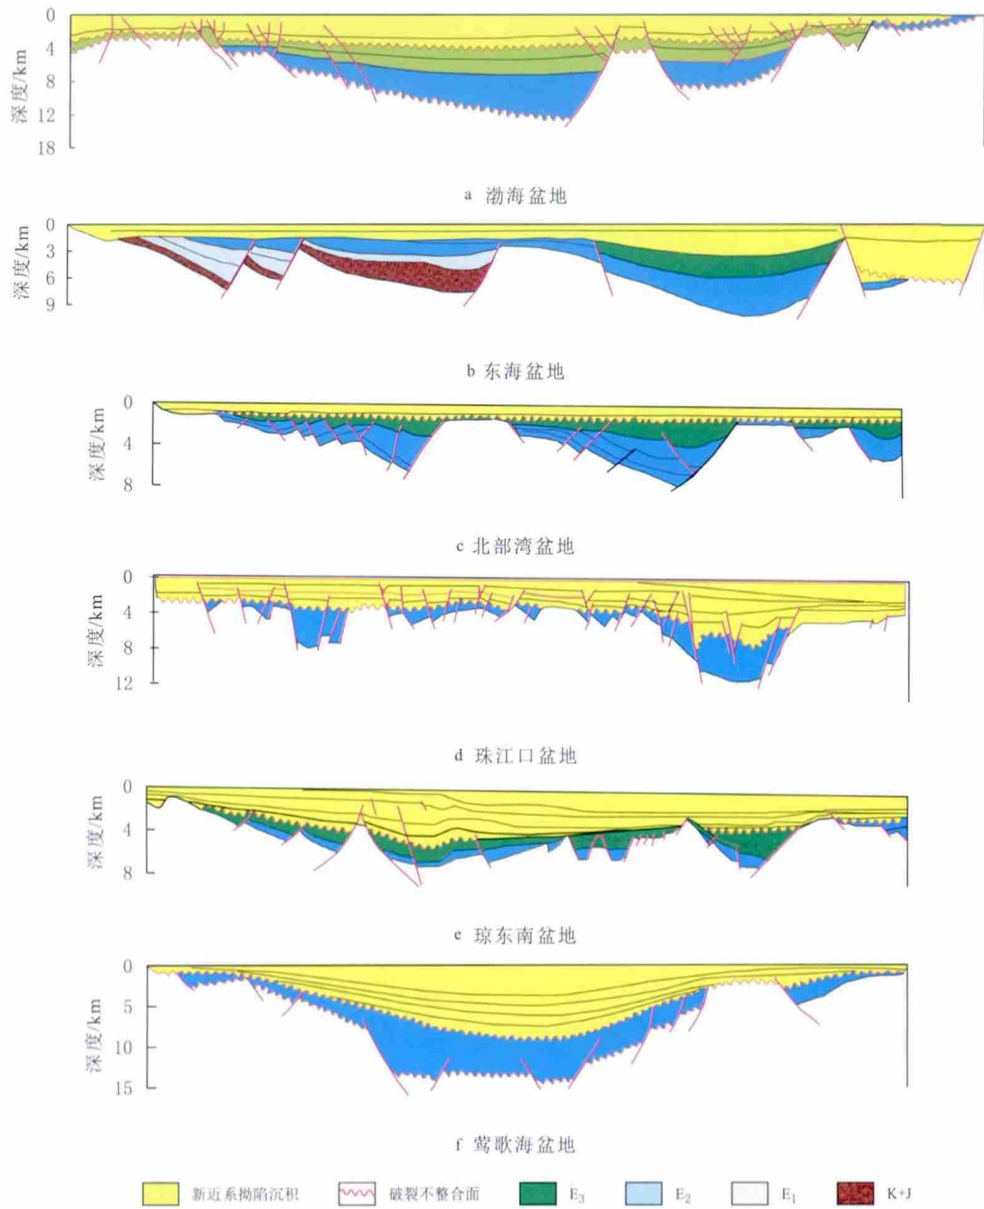 0
4
8
12
18
深度/km
a 渤海盆地
0
3
6
9
深度/km
b 东海盆地
0
4
8
深度/km
c 北部湾盆地
0
4
8
12
深度/km
d 珠江口盆地
0
4
8
深度/km
e 琼东南盆地
0
5
10
15
深度/km
f 莺歌海盆地
新近系拗陷沉积 破裂不整合面 E3 E2 E1 K+J